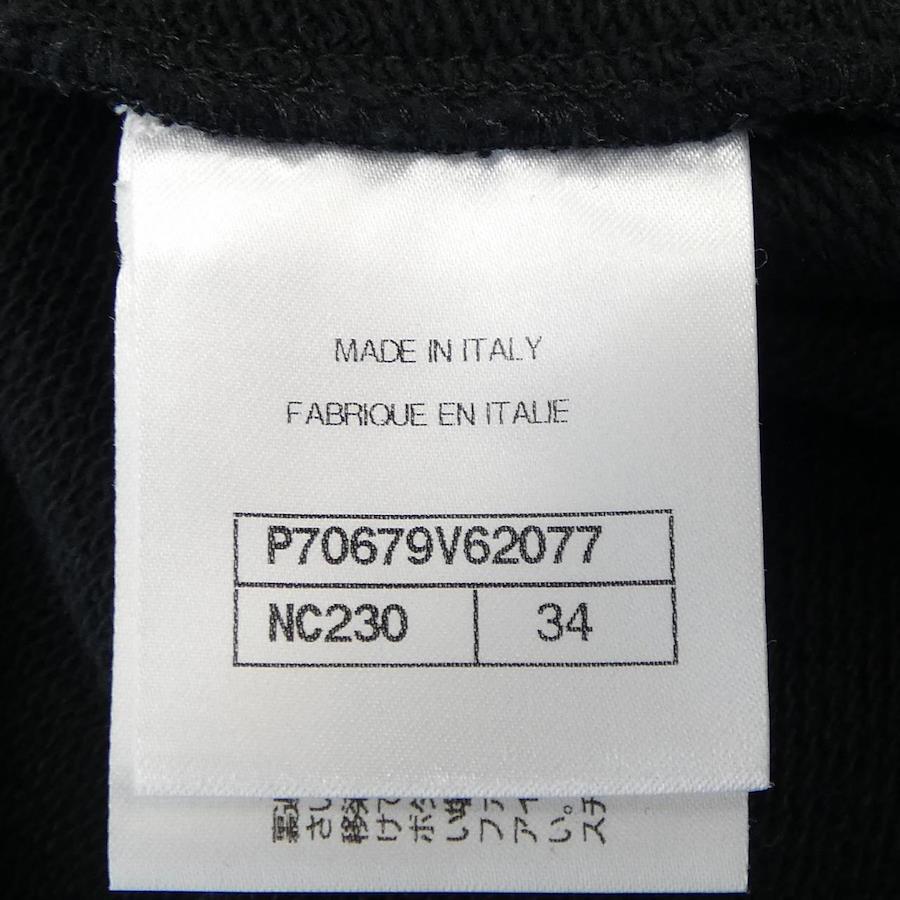 MADE IN ITALY
FABRIQUE EN ITALIE
P70679V62077
NC230 34